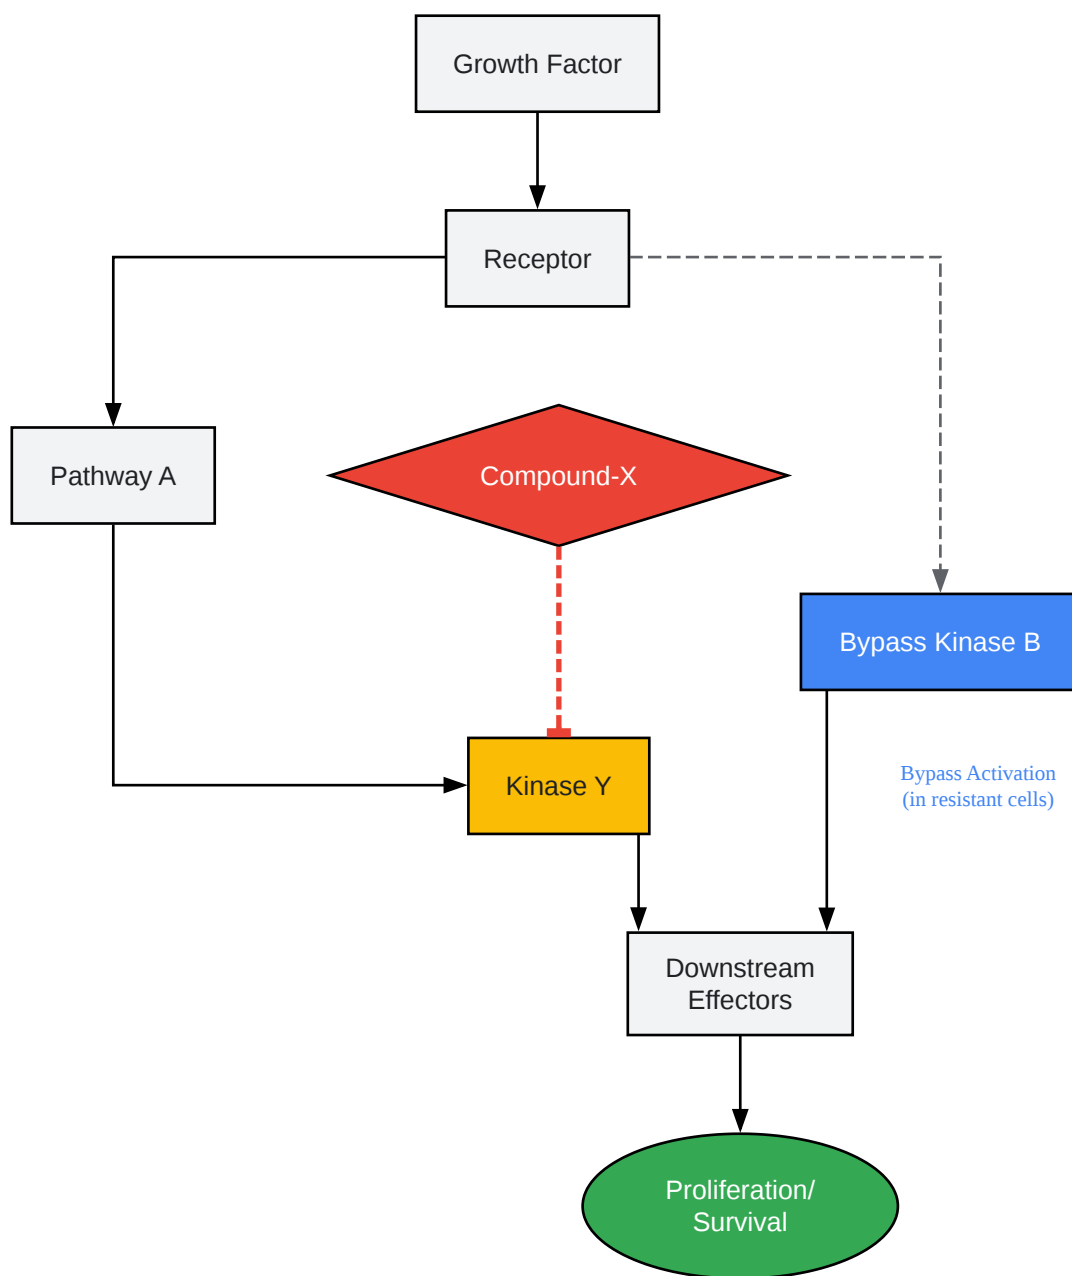 Growth Factor
Receptor
Pathway A
Compound-X
Bypass Kinase B
Kinase Y
Bypass Activation
(in resistant cells)
Downstream
Effectors
Proliferation/
Survival